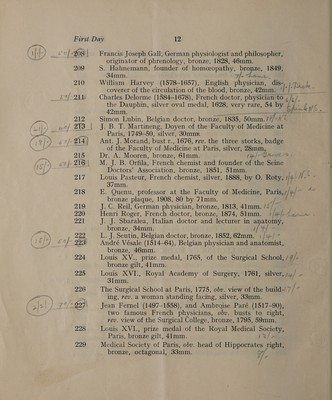 First Day 12
208 Francis Joseph Gall, German physiologist and philosopher,
originator of phrenology, bronze, 1828, 46mm.
209 S. Hahnemann, founder of homœopathy, bronze, 1849,
34mm.
210 William Harvey (1578-1657), English physician, dis-
coverer of the circulation of the blood, bronze, 42mm.
211 Charles Delorme (1584-1678), French doctor, physician to
the Dauphin, silver oval medal, 1628, very rare, 54 by
42mm.
212 Simon Lubin, Belgian doctor, bronze, 1835, 50mm.
213 J. B. T. Martineng, Doyen of the Faculty of Medicine at
Paris, 1749-50, silver, 30mm.
214 Ant. J. Morand, bust r., 1676, rev. the three storks, badge
of the Faculty of Medicine at Paris, silver, 28mm.
215 Dr. A. Mooren, bronze, 61mm.
216 M. J. B. Orfila, French chemist and founder of the Seine
Doctors' Association, bronze, 1851, 51mm.
217 Louis Pasteur, French chemist, silver, 1888, by O. Roty,
37mm.
218 E. Quenu, professor at the Faculty of Medicine, Paris,
bronze plaque, 1908, 80 by 71mm.
219 J. C. Reil, German physician, bronze, 1813, 41mm.
220 Henri Roger, French doctor, bronze, 1874, 51mm.
221 J. J. Sbaralea, Italian doctor and lecturer in anatomy,
bronze, 34mm.
222 L. J. Seutin, Belgian doctor, bronze, 1852, 62mm.
223 André Vésale (1514-64), Belgian physician and anatomist,
bronze, 40mm.
224 Louis XV., prize medal, 1765, of the Surgical School,
bronze gilt, 41mm.
225 Louis XVI., Royal Academy of Surgery, 1761, silver,
31mm.
226 The Surgical School at Paris, 1775, obv. view of the build-
ing, rev. a woman standing facing, silver, 33mm.
227 Jean Fernel (1497-1558), and Ambroise Paré (1517-90),
two famous French physicians, obv. busts to right,
rev. view of the Surgical College, bronze, 1795, 59mm.
228 Louis XVI., prize medal of the Royal Medical Society,
Paris, bronze gilt, 41mm.
229 Medical Society of Paris, obv. head of Hippocrates right,
bronze, octagonal, 33mm.